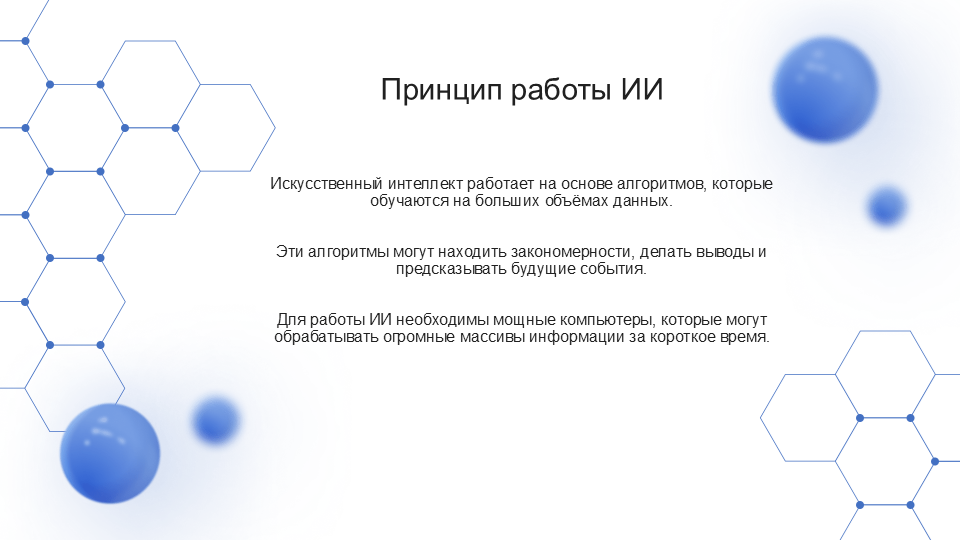 Принцип работы ИИ
Искусственный интеллект работает на основе алгоритмов, которые
обучаются на больших объёмах данных.
Эти алгоритмы могут находить закономерности, делать выводы и
предсказывать будущие события.
Для работы ИИ необходимы мощные компьютеры, которые могут
обрабатывать огромные массивы информации за короткое время.